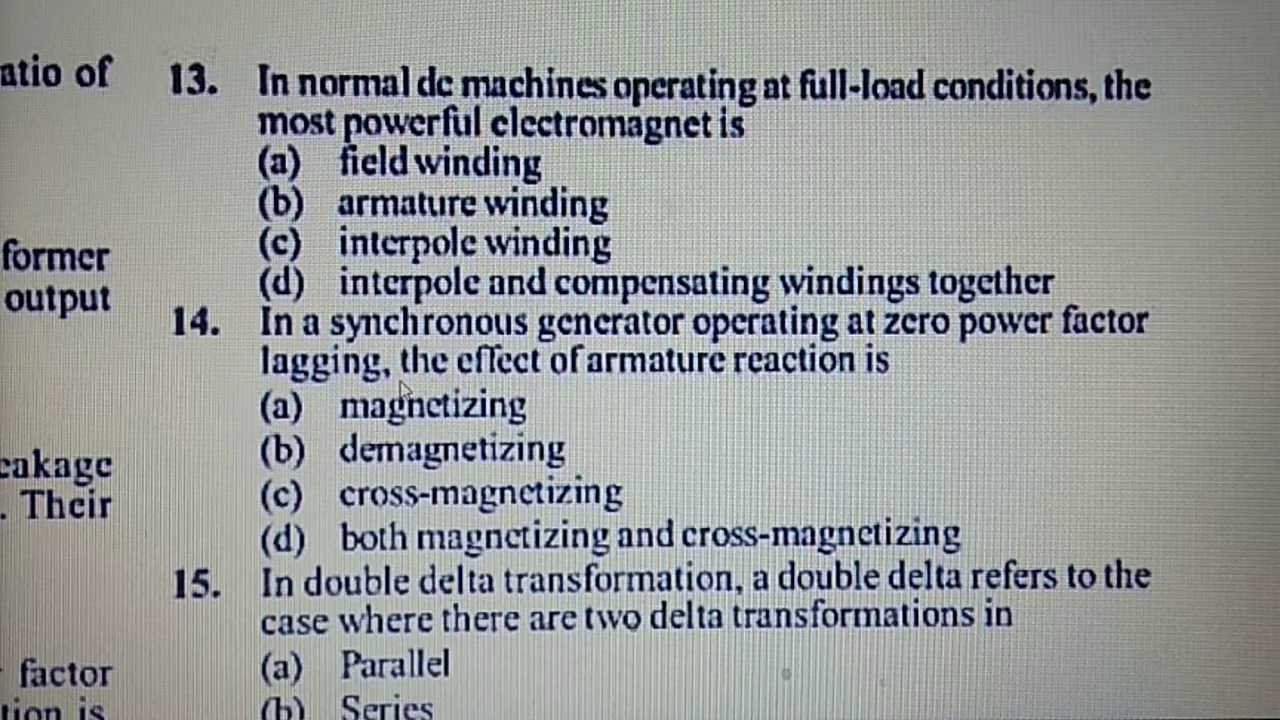 atio of
former
output
eakage
. Their
factor
tion is
13. In normal dc machines operating at full-load conditions, the
most powerful electromagnet is
(a) field winding
(b) armature winding
(c) interpole winding
(d) interpole and compensating windings together
14. In a synchronous generator operating at zero power factor
lagging, the effect of armature reaction is
(a) magnetizing
(b) demagnetizing
(c) cross-magnetizing
(d) both magnetizing and cross-magnetizing
15. In double delta transformation, a double delta refers to the
case where there are two delta transformations in
(a) Parallel
(b) Series